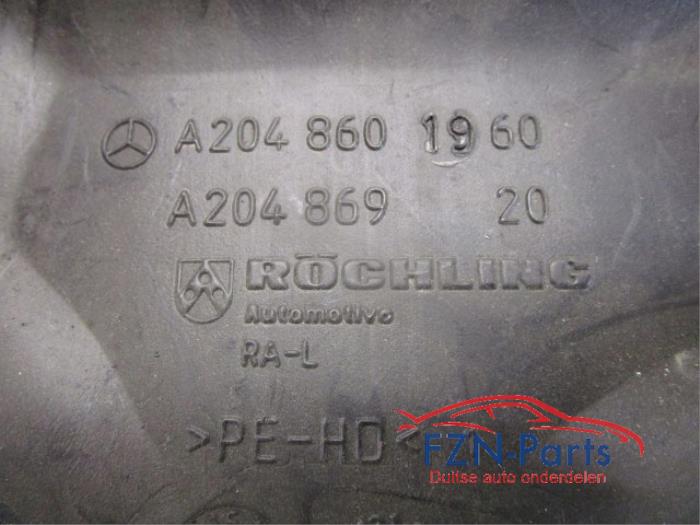 A204 860 19 60
A204 869 20
RÖCHLING
Automotive
RA-L
>PE-HD<
FZN-Parts
Duitse auto onderdelen